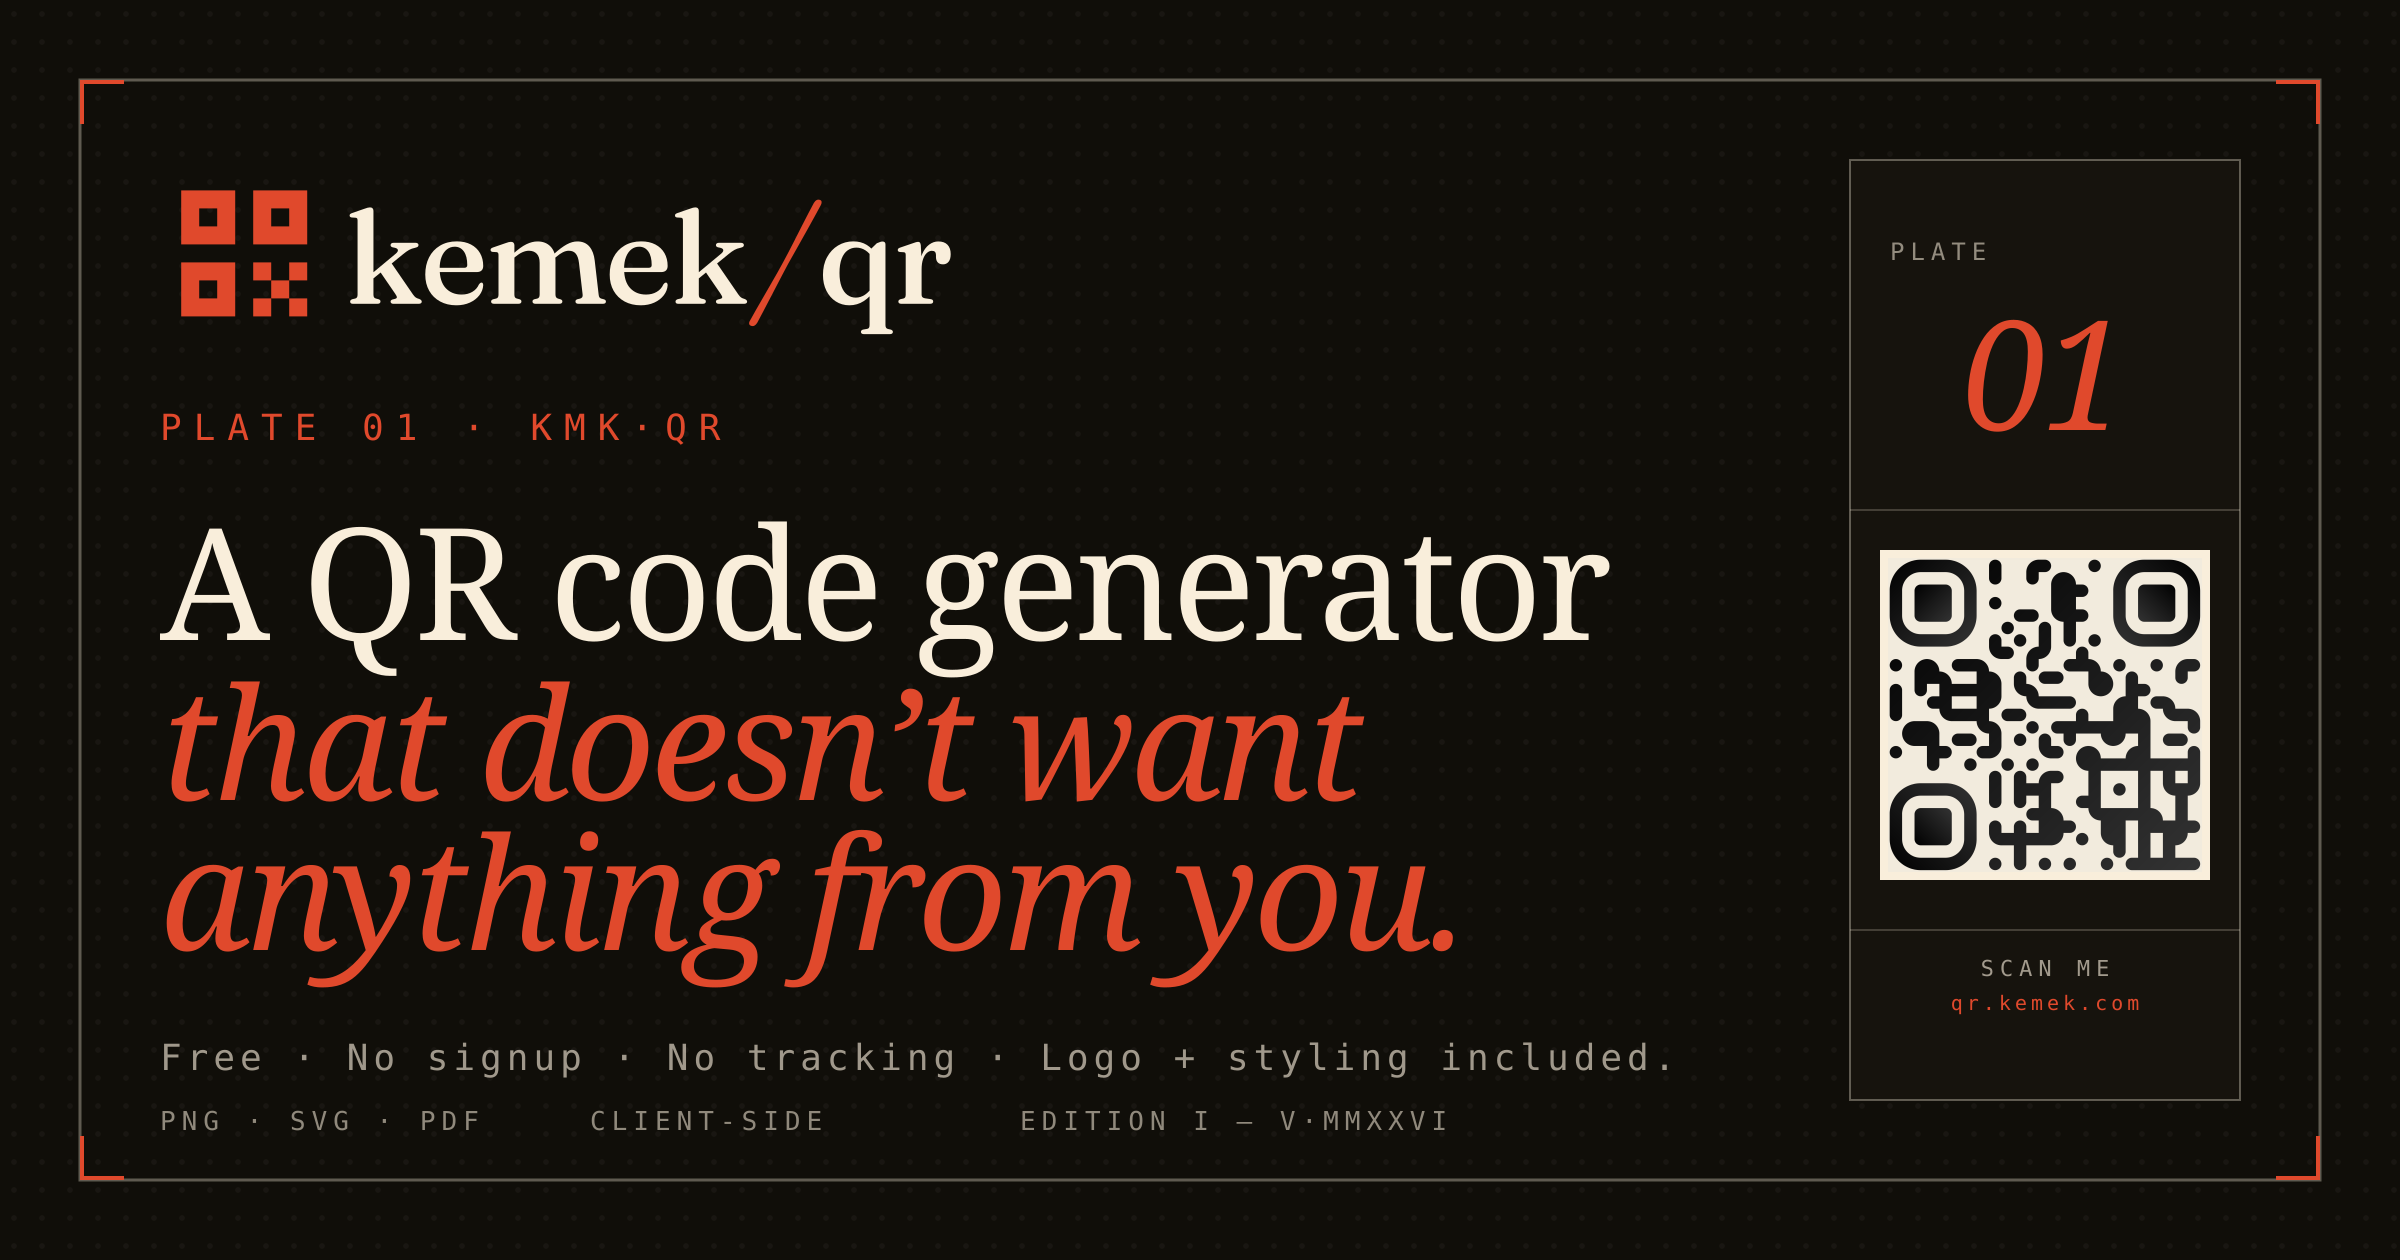 kemek/qr
PLATE 01 · KMK·QR
A QR code generator
that doesn’t want
anything from you.
Free · No signup · No tracking · Logo + styling included.
PNG · SVG · PDF CLIENT-SIDE EDITION I — V·MMXXVI
PLATE
01
SCAN ME
qr.kemek.com